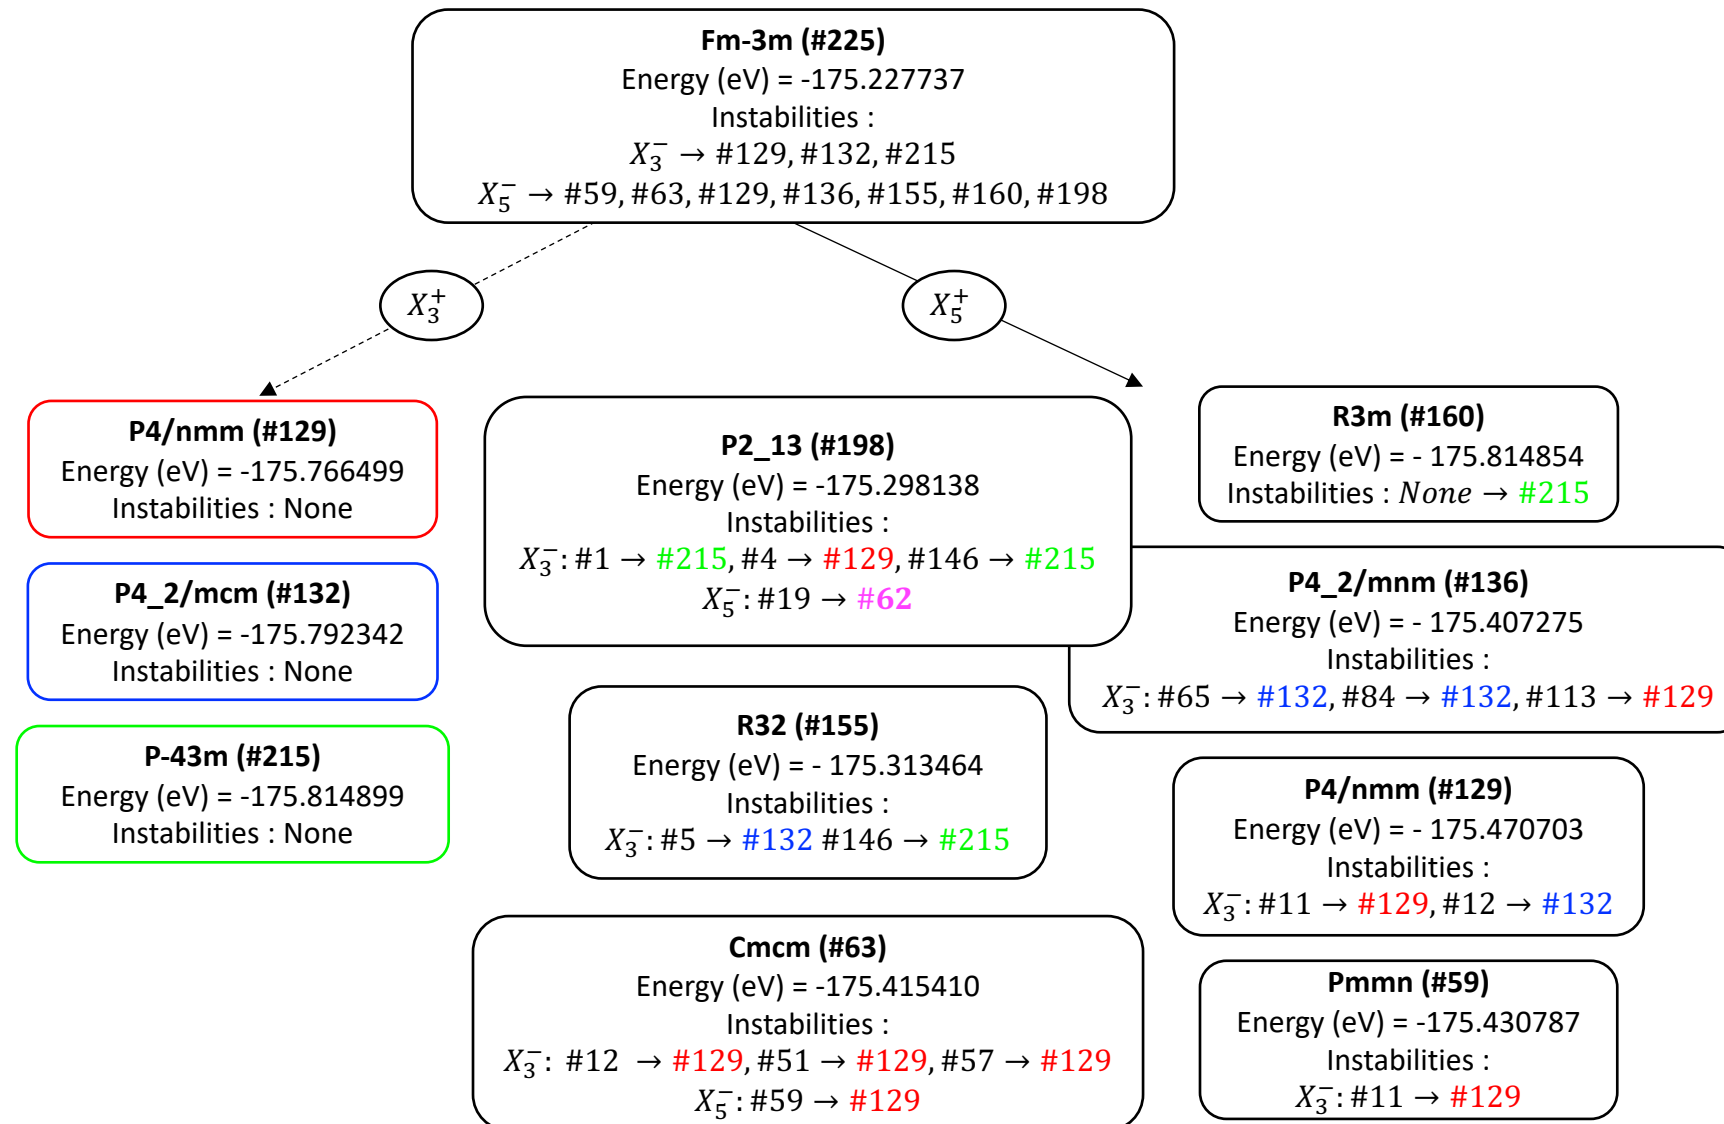 Fm-3m (#225)
Energy (eV) = -175.227737
Instabilities :
X₃⁻ → #129, #132, #215
X₅⁻ → #59, #63, #129, #136, #155, #160, #198
X₃⁺
X₅⁺
P4/nmm (#129)
Energy (eV) = -175.766499
Instabilities : None
P4_2/mcm (#132)
Energy (eV) = -175.792342
Instabilities : None
P-43m (#215)
Energy (eV) = -175.814899
Instabilities : None
P2_13 (#198)
Energy (eV) = -175.298138
Instabilities :
X₃⁻: #1 → #215, #4 → #129, #146 → #215
X₅⁻: #19 → #62
R32 (#155)
Energy (eV) = - 175.313464
Instabilities :
X₃⁻: #5 → #132 #146 → #215
Cmcm (#63)
Energy (eV) = -175.415410
Instabilities :
X₃⁻: #12 → #129, #51 → #129, #57 → #129
X₅⁻: #59 → #129
R3m (#160)
Energy (eV) = - 175.814854
Instabilities : None → #215
P4_2/mnm (#136)
Energy (eV) = - 175.407275
Instabilities :
X₃⁻: #65 → #132, #84 → #132, #113 → #129
P4/nmm (#129)
Energy (eV) = - 175.470703
Instabilities :
X₃⁻: #11 → #129, #12 → #132
Pmmn (#59)
Energy (eV) = -175.430787
Instabilities :
X₃⁻: #11 → #129